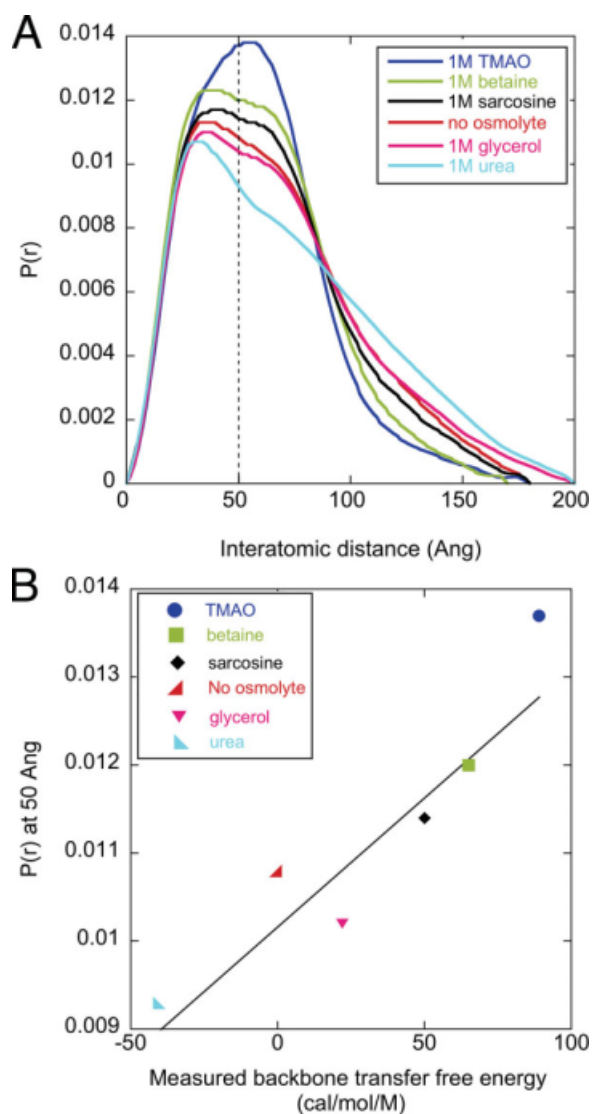 A
0.014
0.012
0.01
0.008
0.006
0.004
0.002
0
P(r)
1M TMAO
1M betaine
1M sarcosine
no osmolyte
1M glycerol
1M urea
0
50
100
150
200
Interatomic distance (Ang)
B
0.014
0.013
0.012
0.011
0.01
0.009
P(r) at 50 Ang
TMAO
betaine
sarcosine
No osmolyte
glycerol
urea
-50
0
50
100
Measured backbone transfer free energy
(cal/mol/M)